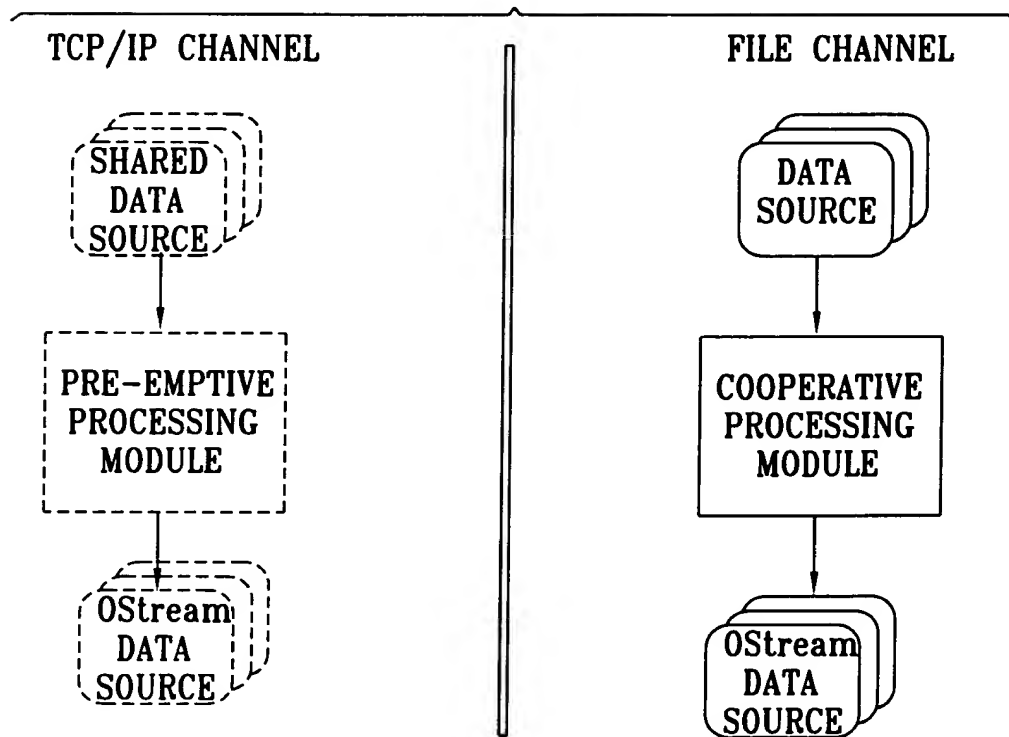 TCP/IP CHANNEL
SHARED
DATA
SOURCE
PRE-EMPTIVE
PROCESSING
MODULE
OStream
DATA
SOURCE
FILE CHANNEL
DATA
SOURCE
COOPERATIVE
PROCESSING
MODULE
OStream
DATA
SOURCE